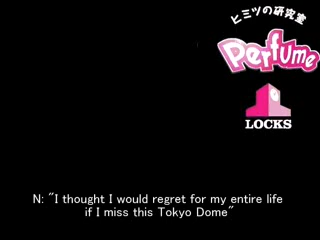 ヒミツの研究室
Perfume
LOCKS
N: "I thought I would regret for my entire life
if I miss this Tokyo Dome"